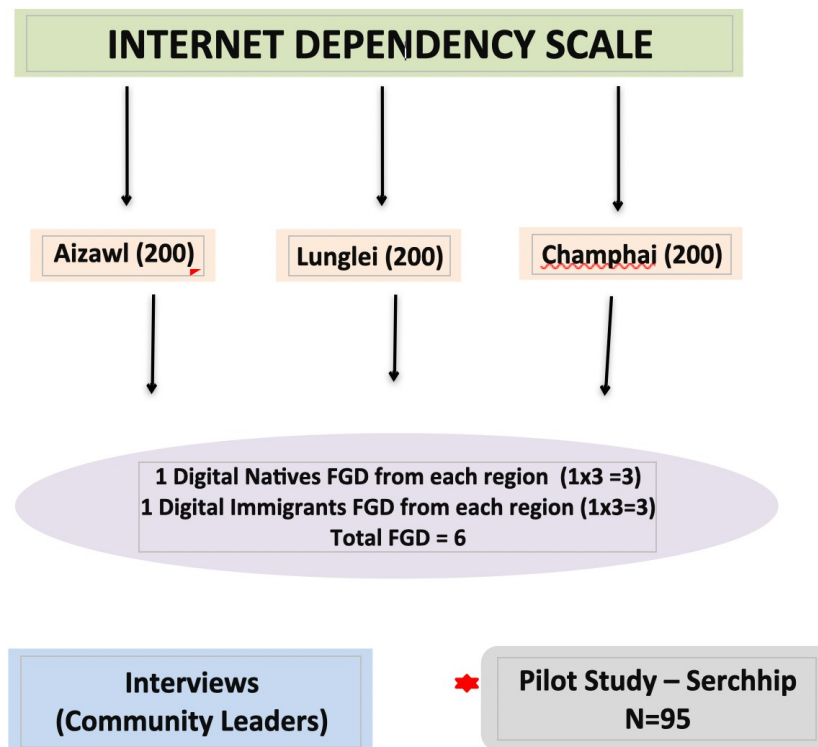 INTERNET DEPENDENCY SCALE
Aizawl (200)
Lunglei (200)
Champhai (200)
1 Digital Natives FGD from each region (1x3 =3)
1 Digital Immigrants FGD from each region (1x3=3)
Total FGD = 6
Interviews
(Community Leaders)
Pilot Study – Serchhip
N=95